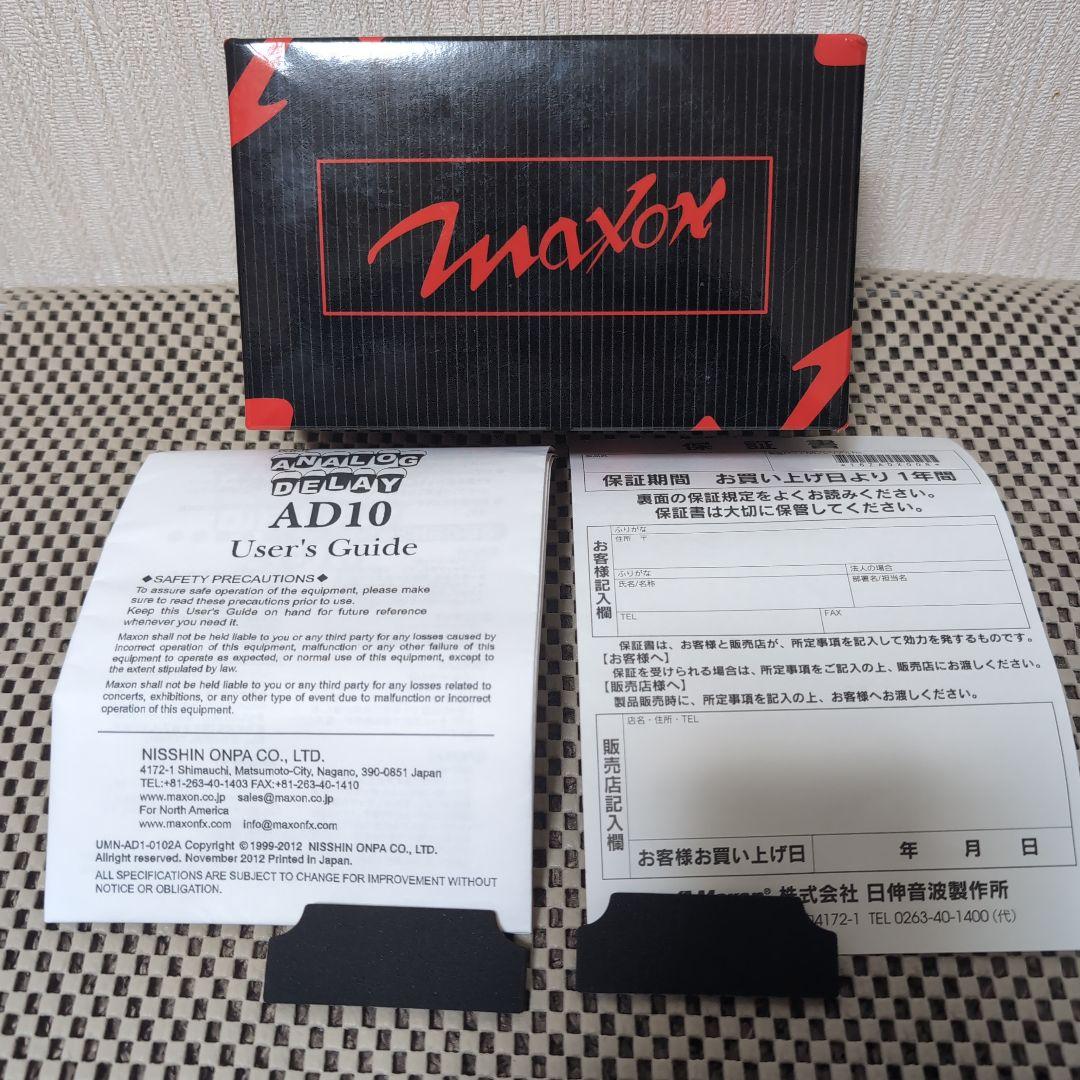 maxon
ANALOG
DELAY
AD10
User's Guide
◆SAFETY PRECAUTIONS◆
To assure safe operation of the equipment, please make
sure to read these precautions prior to use.
Keep this User's Guide on hand for future reference
whenever you need it.
Maxon shall not be held liable to you or any third party for any losses caused by
incorrect operation of this equipment, malfunction or any other failure of this
equipment to operate as expected, or normal use of this equipment, except to
the extent stipulated by law.
Maxon shall not be held liable to you or any third party for any losses related to
concerts, exhibitions, or any other type of event due to malfunction or incorrect
operation of this equipment.
NISSHIN ONPA CO., LTD.
4172-1 Shimauchi, Matsumoto-City, Nagano, 390-0851 Japan
TEL:+81-263-40-1403 FAX:+81-263-40-1410
www.maxon.co.jp sales@maxon.co.jp
For North America
www.maxonfx.com info@maxonfx.com
UMN-AD1-0102A Copyright ©1999-2012 NISSHIN ONPA CO., LTD.
Allright reserved. November 2012 Printed in Japan.
ALL SPECIFICATIONS ARE SUBJECT TO CHANGE FOR IMPROVEMENT WITHOUT
NOTICE OR OBLIGATION.
保証書
保証期間 お買い上げ日より1年間
裏面の保証規定をよくお読みください。
保証書は大切に保管してください。
お客様記入欄
ふりがな
住所 〒
ふりがな
氏名/名称
法人の場合
部署名/担当名
TEL
FAX
保証書は、お客様と販売店が、所定事項を記入して効力を発するものです。
【お客様へ】
保証を受けられる場合は、所定事項をご記入の上、販売店にお渡しください。
【販売店様へ】
製品販売時に、所定事項を記入の上、お客様へお渡しください。
販売店記入欄
店名・住所・TEL
お客様お買い上げ日 年 月 日
Maxon® 株式会社 日伸音波製作所
4172-1 TEL 0263-40-1400(代)